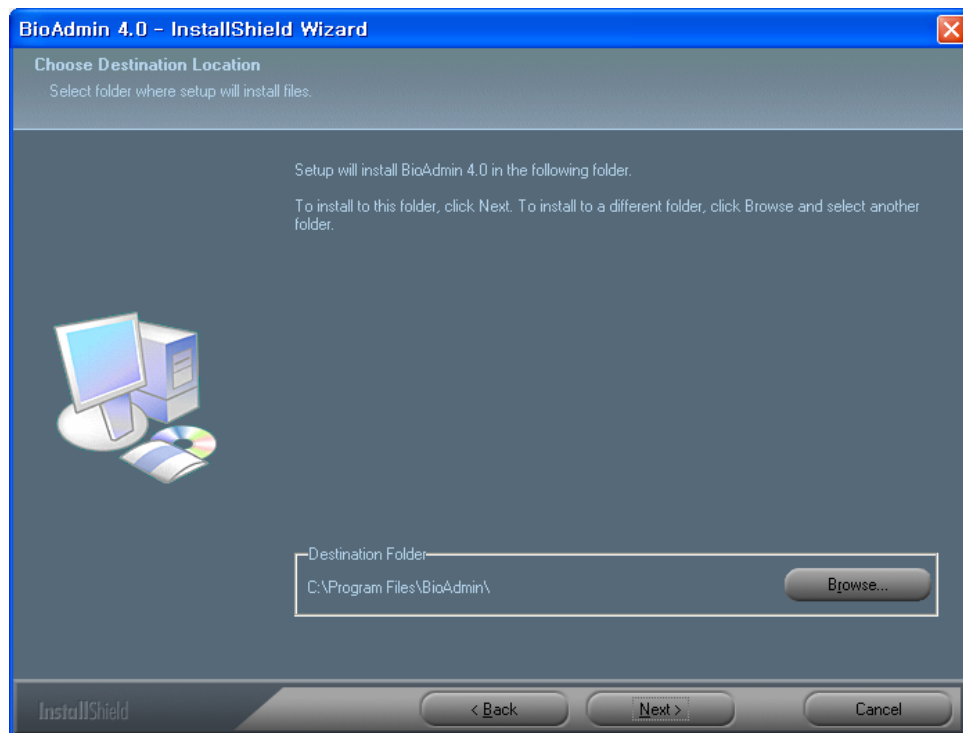 BioAdmin 4.0 - InstallShield Wizard
Choose Destination Location
Select folder where setup will install files.
Setup will install BioAdmin 4.0 in the following folder.
To install to this folder, click Next. To install to a different folder, click Browse and select another
folder.
Destination Folder
C:\Program Files\BioAdmin\
Browse...
InstallShield
< Back
Next >
Cancel